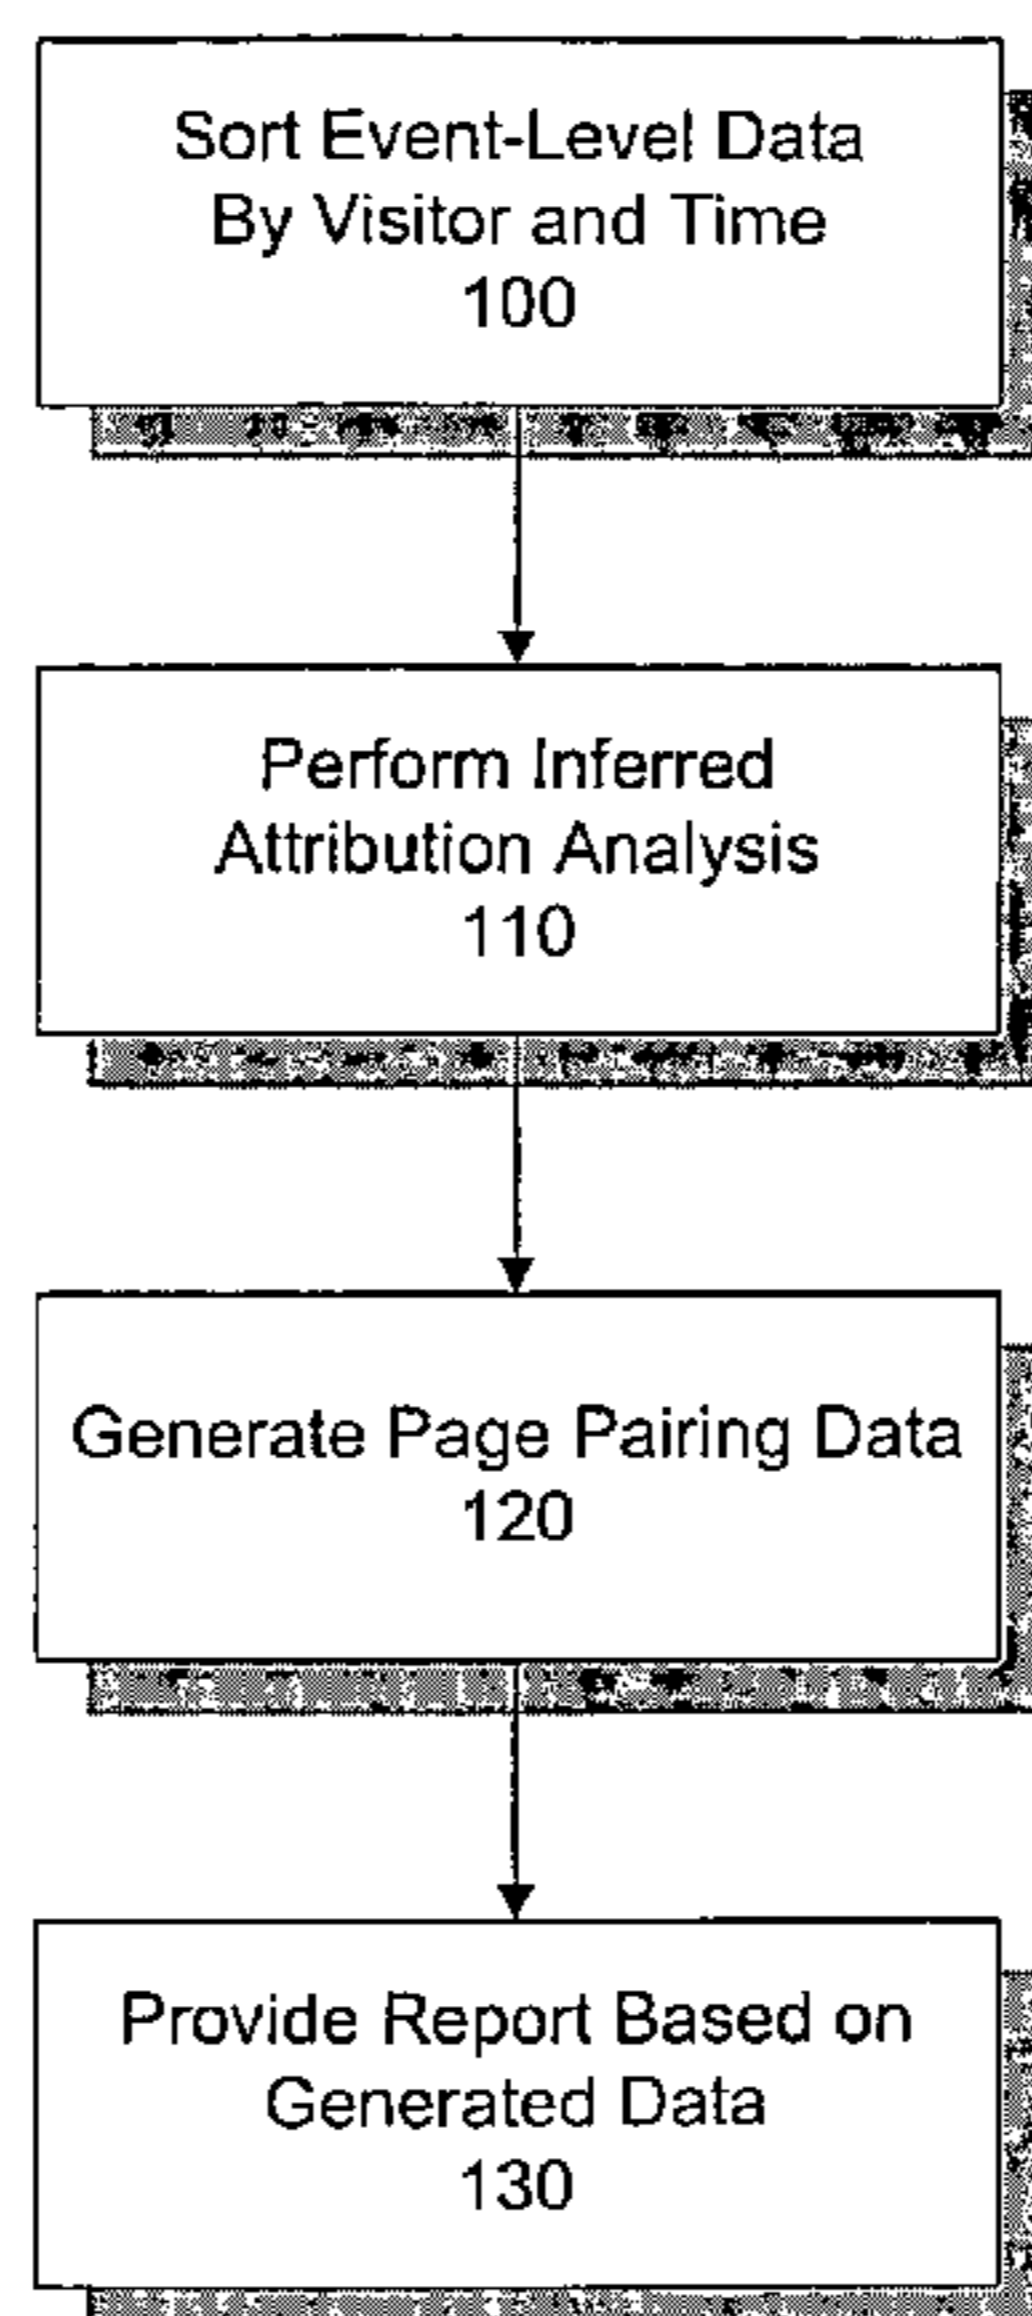 Sort Event-Level Data
By Visitor and Time
100
Perform Inferred
Attribution Analysis
110
Generate Page Pairing Data
120
Provide Report Based on
Generated Data
130